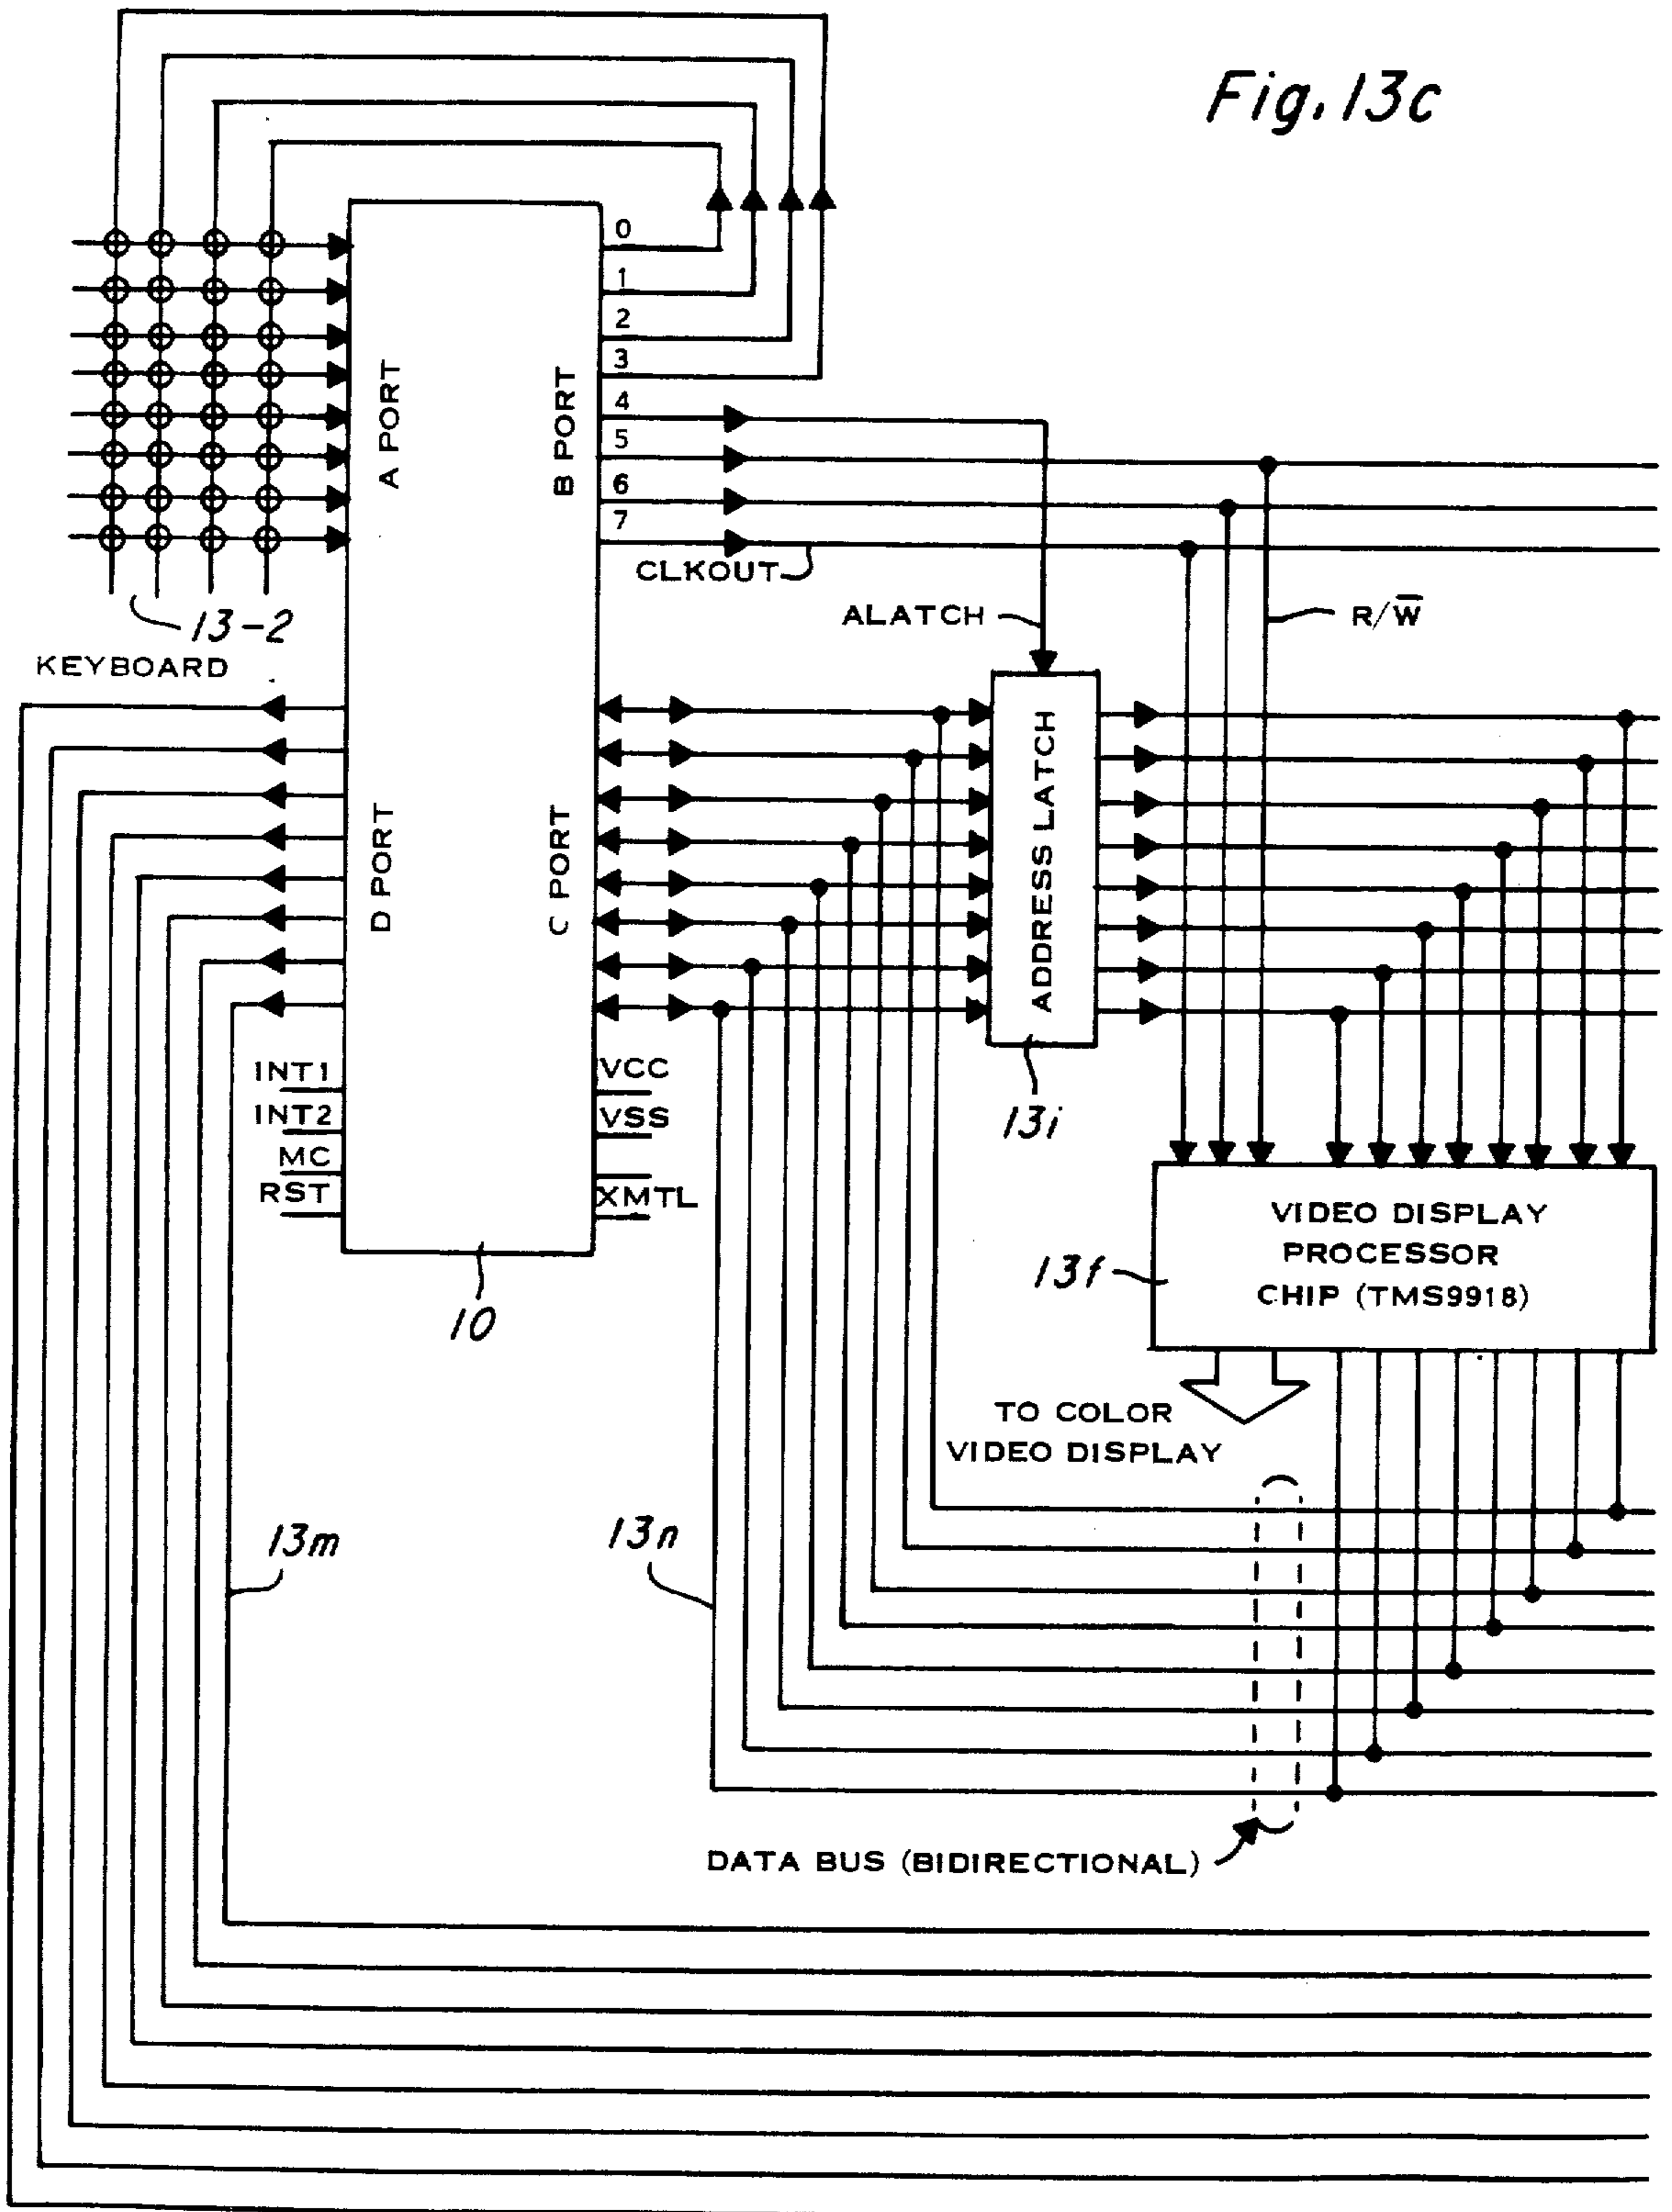 Fig. 13c
0
1
2
3
4
5
6
7
A PORT
B PORT
CLKOUT
ALATCH
R/W̅
13-2
KEYBOARD
D PORT
C PORT
ADDRESS LATCH
13i
INT1
INT2
MC
RST
VCC
VSS
XMTL
10
VIDEO DISPLAY
PROCESSOR
CHIP (TMS9918)
13f
TO COLOR
VIDEO DISPLAY
13m
13n
DATA BUS (BIDIRECTIONAL)